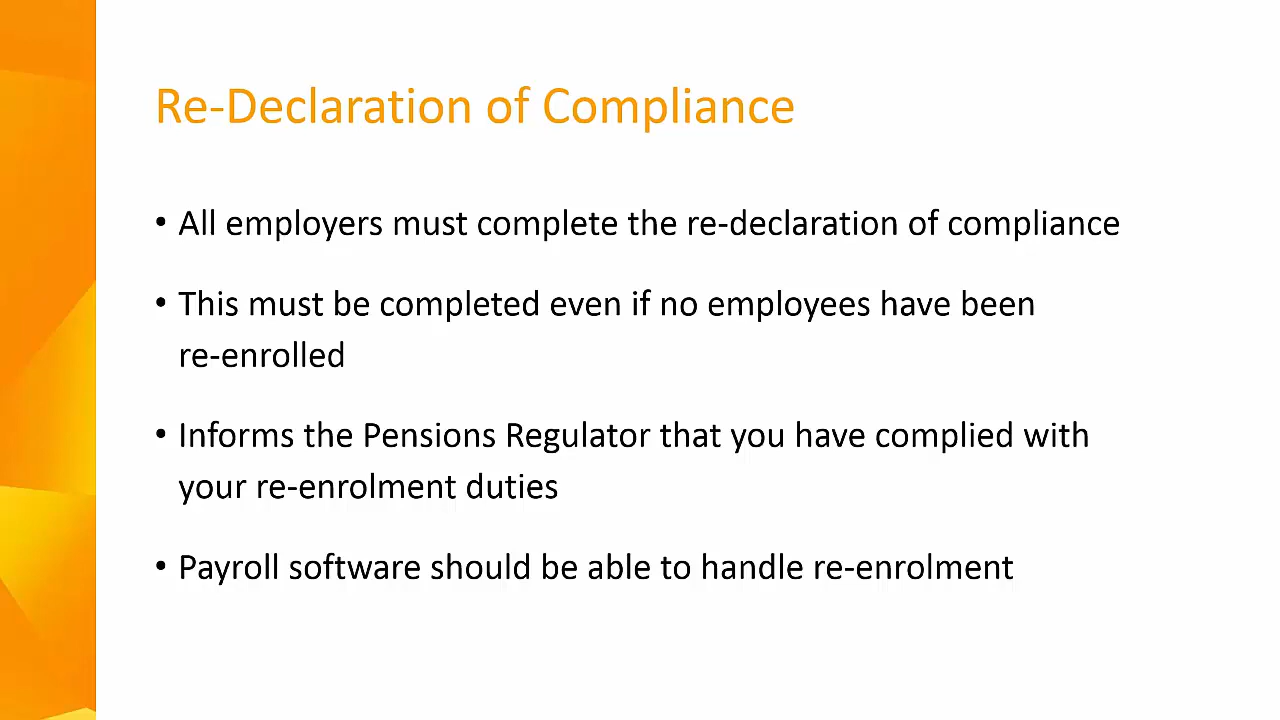 Re-Declaration of Compliance
• All employers must complete the re-declaration of compliance
• This must be completed even if no employees have been
re-enrolled
• Informs the Pensions Regulator that you have complied with
your re-enrolment duties
• Payroll software should be able to handle re-enrolment